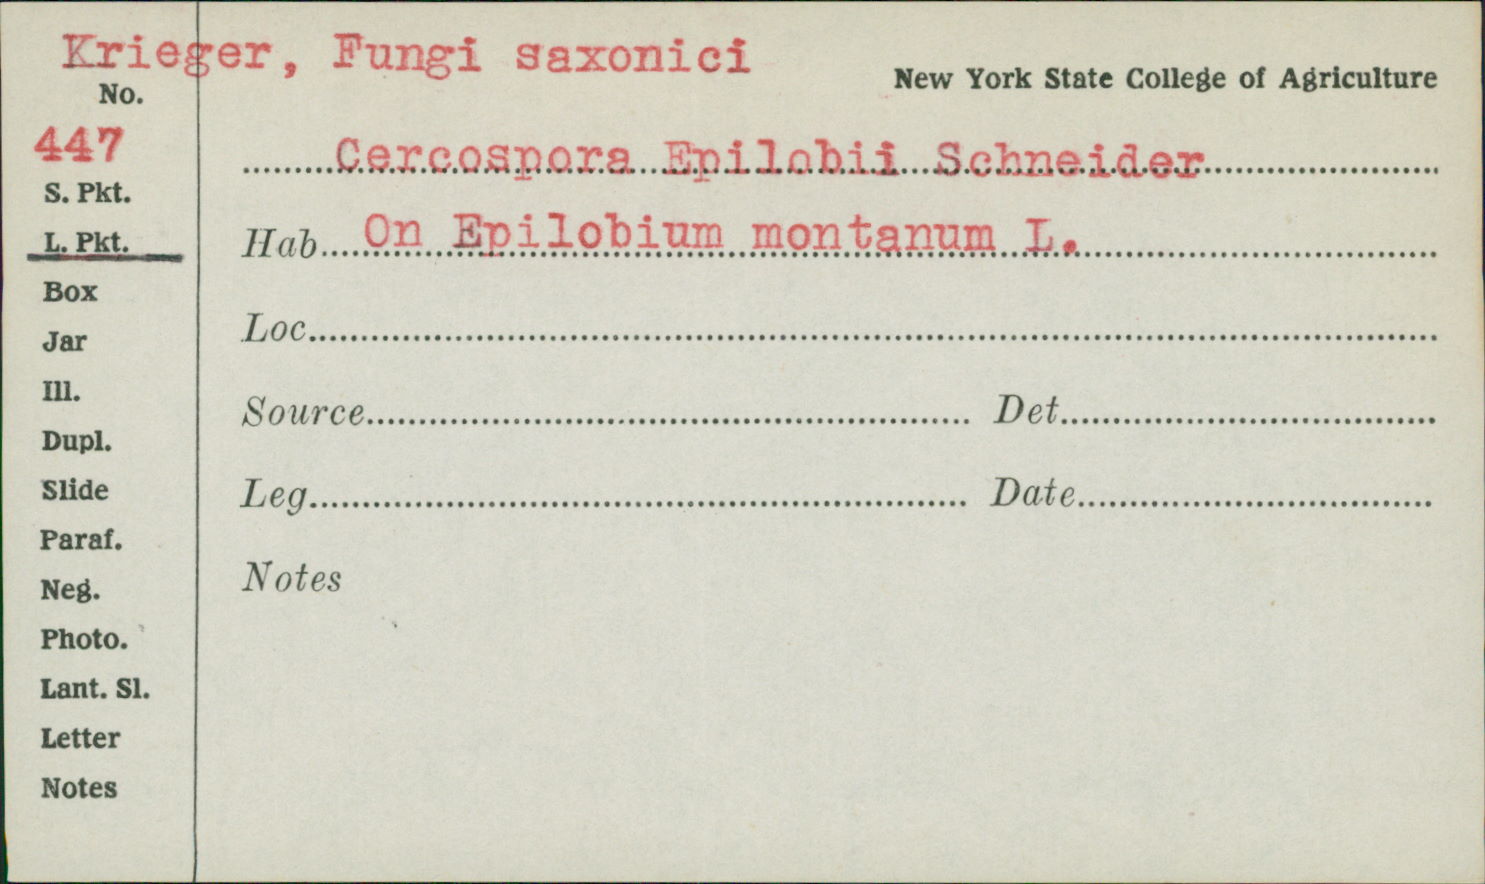 Krieger, Fungi saxonici
New York State College of Agriculture
No.
447
Cercospora Epilobii Schneider
S. Pkt.
L. Pkt.
Hab On Epilobium montanum L.
Box
Loc
Jar
Ill.
Source Det
Dupl.
Slide
Leg Date
Paraf.
Notes
Neg.
Photo.
Lant. Sl.
Letter
Notes